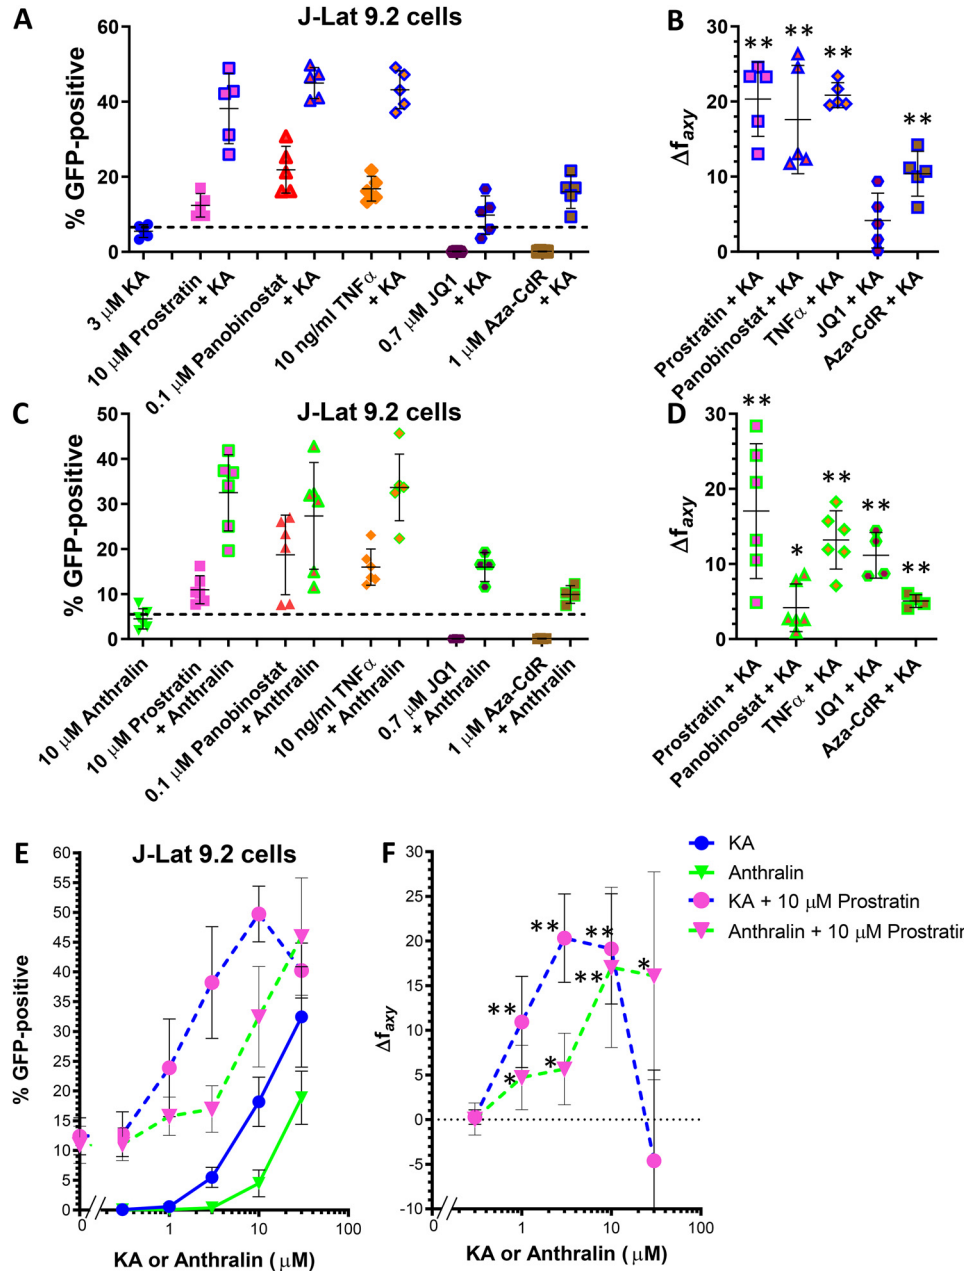 A
J-Lat 9.2 cells
% GFP-positive
60
40
20
0
3 μM KA
10 μM Prostratin
+ KA
0.1 μM Panobinostat
+ KA
10 ng/ml TNFα
+ KA
0.7 μM JQ1
+ KA
1 μM Aza-CdR
+ KA
B
Δfaxy
30
20
10
0
** ** ** **
Prostratin + KA
Panobinostat + KA
TNFα + KA
JQ1 + KA
Aza-CdR + KA
C
J-Lat 9.2 cells
% GFP-positive
50
40
30
20
10
0
10 μM Anthralin
10 μM Prostratin
+ Anthralin
0.1 μM Panobinostat
+ Anthralin
10 ng/ml TNFα
+ Anthralin
0.7 μM JQ1
+ Anthralin
1 μM Aza-CdR
+ Anthralin
D
Δfaxy
30
20
10
0
** * ** ** **
Prostratin + KA
Panobinostat + KA
TNFα + KA
JQ1 + KA
Aza-CdR + KA
E
J-Lat 9.2 cells
% GFP-positive
60
55
50
45
40
35
30
25
20
15
10
5
0
0 1 10 100
KA or Anthralin (μM)
F
Δfaxy
30
25
20
15
10
5
0
-5
-10
** ** ** * * ** *
0 1 10 100
KA or Anthralin (μM)
KA
Anthralin
KA + 10 μM Prostratin
Anthralin + 10 μM Prostratin